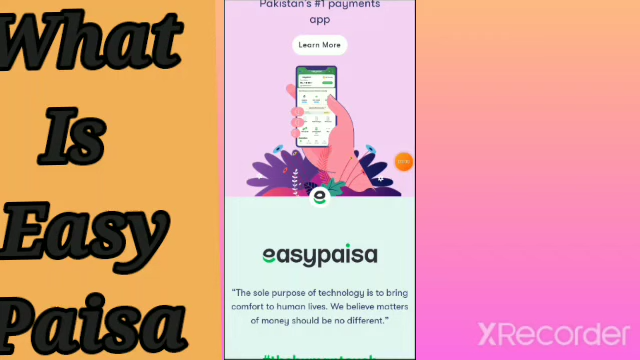 What
Is
Easy
Paisa
Pakistan's #1 payments
app
Learn More
easypaisa
"The sole purpose of technology is to bring
comfort to human lives. We believe matters
of money should be no different."
XRecorder